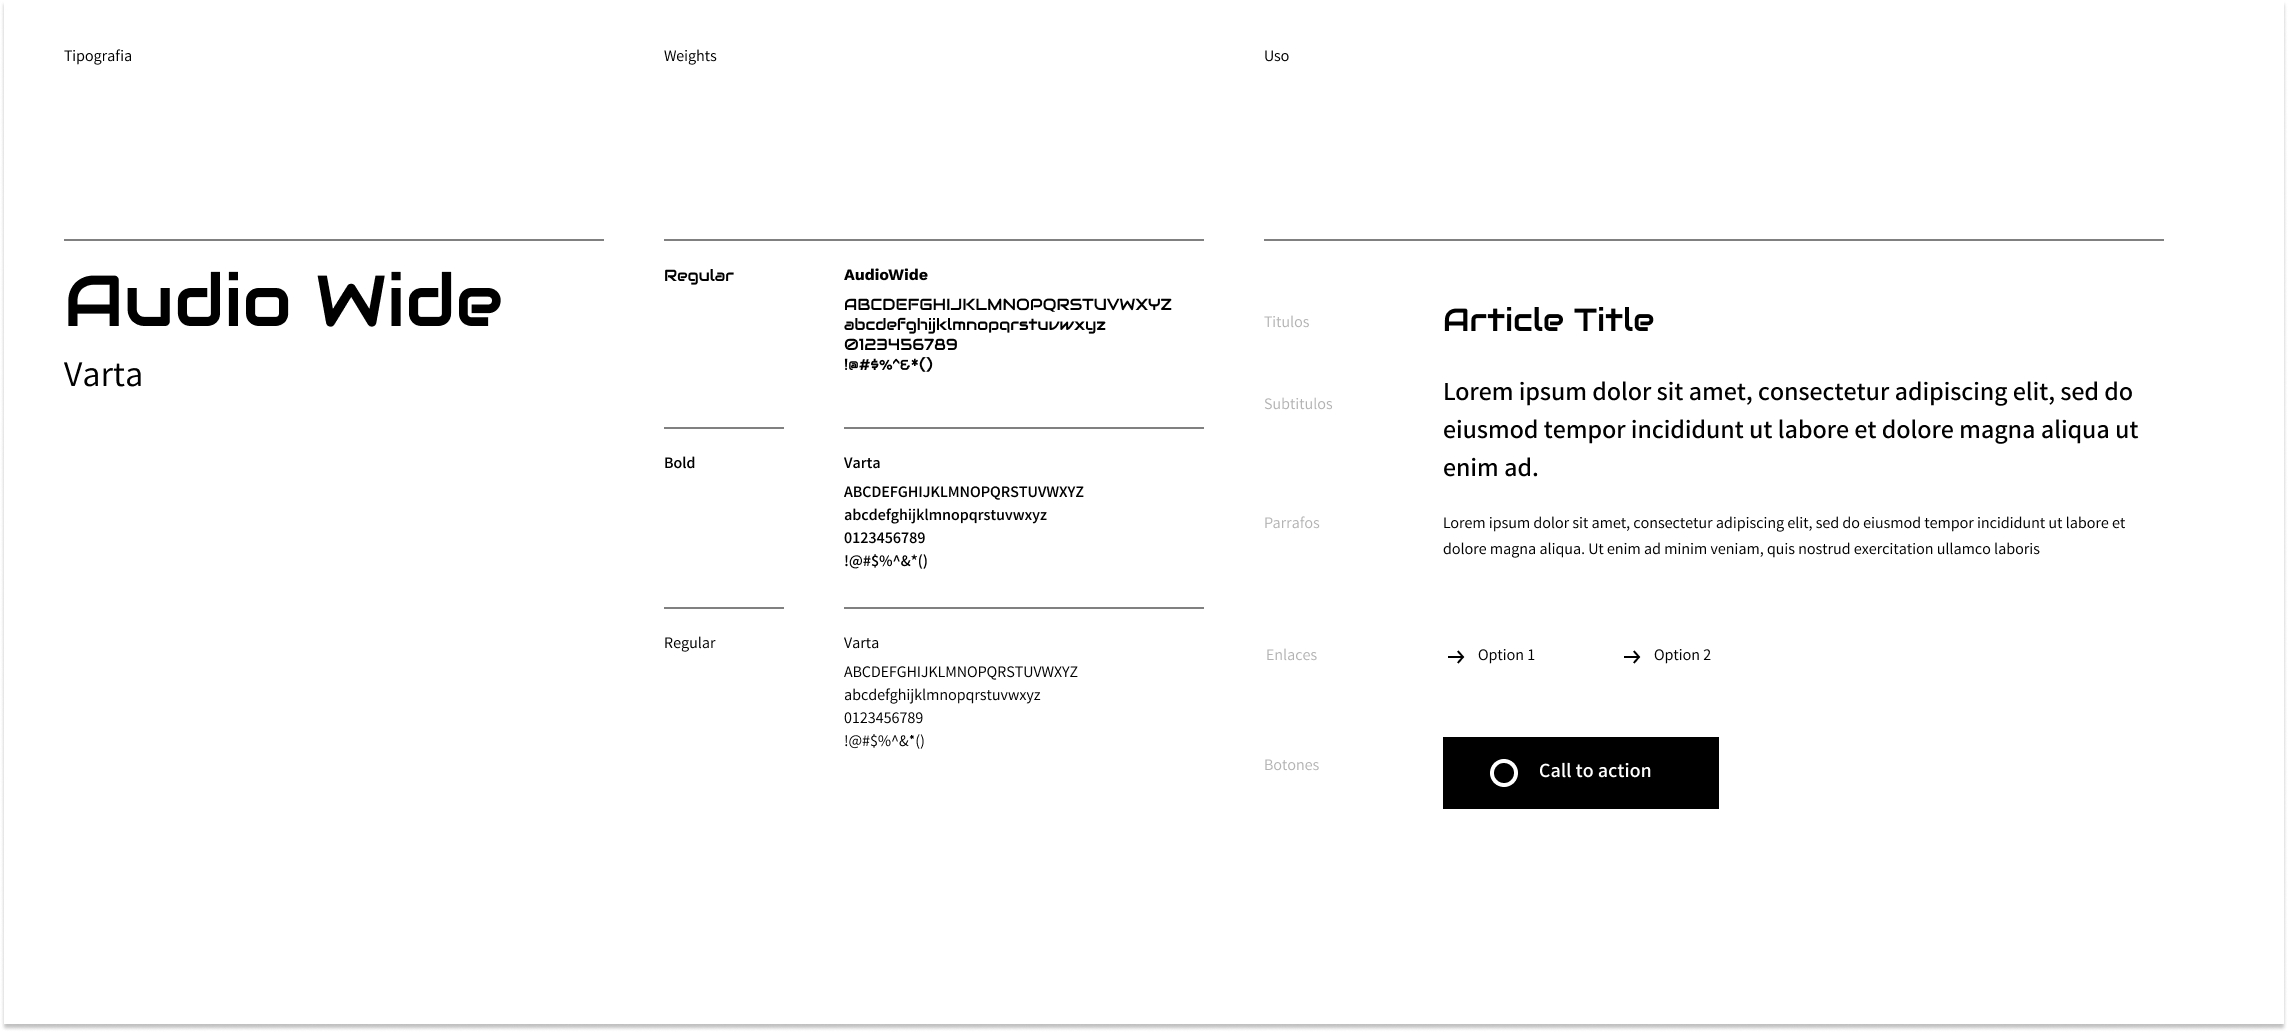 Tipografia
Weights
Uso
Audio Wide
Varta
Regular
AudioWide
ABCDEFGHIJKLMNOPQRSTUVWXYZ
abcdefghijklmnopqrstuvwxyz
0123456789
!@#$%^&*()
Bold
Varta
ABCDEFGHIJKLMNOPQRSTUVWXYZ
abcdefghijklmnopqrstuvwxyz
0123456789
!@#$%^&*()
Regular
Varta
ABCDEFGHIJKLMNOPQRSTUVWXYZ
abcdefghijklmnopqrstuvwxyz
0123456789
!@#$%^&*()
Titulos
Article Title
Subtitulos
Lorem ipsum dolor sit amet, consectetur adipiscing elit, sed do
eiusmod tempor incididunt ut labore et dolore magna aliqua ut
enim ad.
Parrafos
Lorem ipsum dolor sit amet, consectetur adipiscing elit, sed do eiusmod tempor incididunt ut labore et
dolore magna aliqua. Ut enim ad minim veniam, quis nostrud exercitation ullamco laboris
Enlaces
→ Option 1
→ Option 2
Botones
Call to action